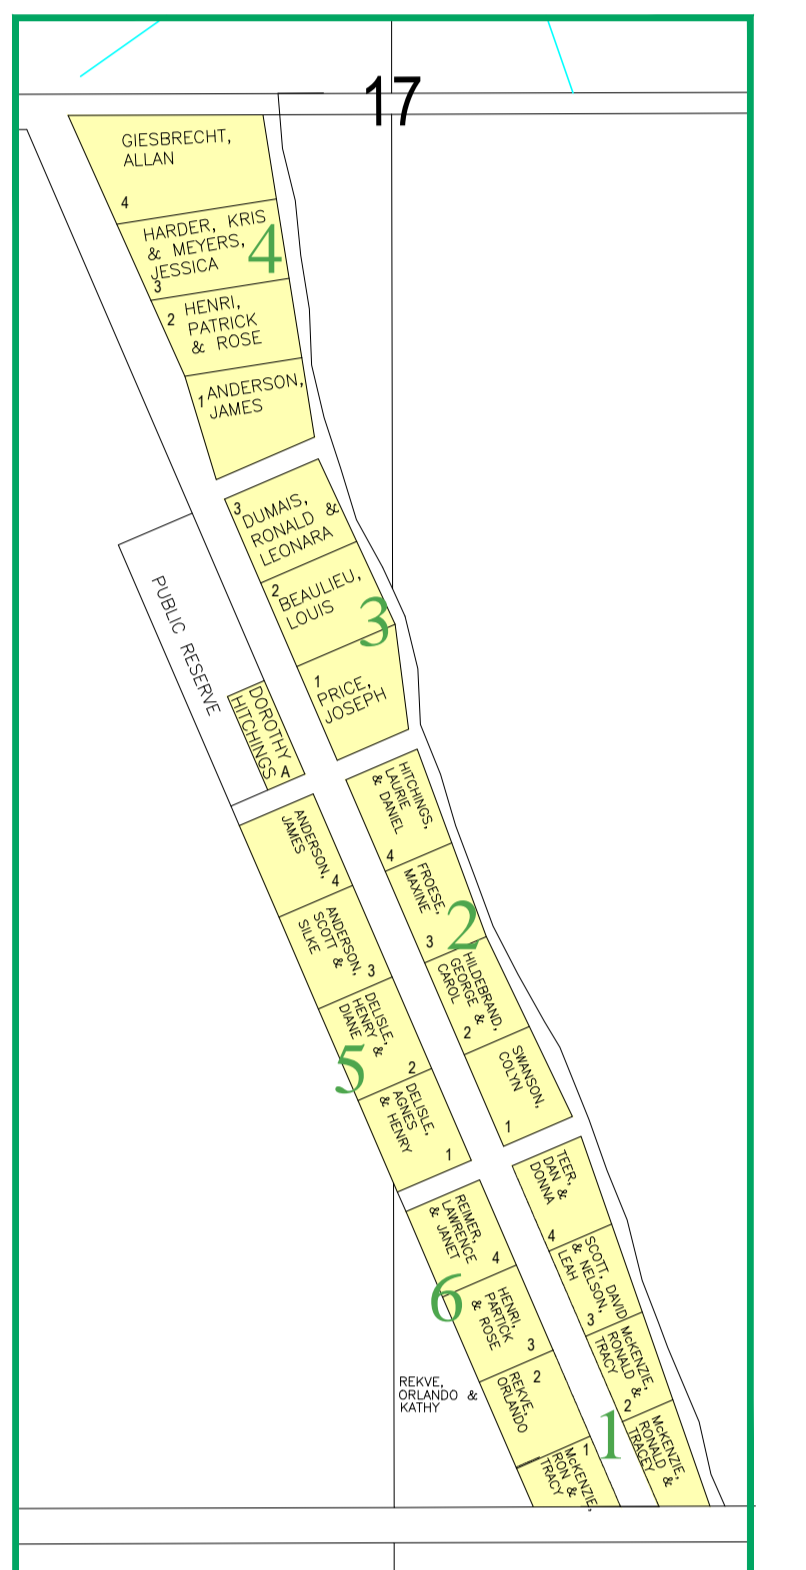 17
GIESBRECHT,
ALLAN
4
HARDER, KRIS
& MEYERS,
JESSICA
3
4
2
HENRI,
PATRICK
& ROSE
1
ANDERSON,
JAMES
3
DUMAIS,
RONALD &
LEONARA
2
BEAULIEU,
LOUIS
3
1
PRICE,
JOSEPH
PUBLIC RESERVE
DOROTHY
HITCHINGS
A
HITCHINGS,
LAURIE
& DANIEL
4
FROESE,
MAXINE
3
2
HILDEBRAND,
GEORGE &
CAROL
2
SWANSON,
COLYN
1
ANDERSON,
JAMES
4
ANDERSON,
SCOTT &
SILKE
3
DELISLE,
HENRY &
DIANE
2
5
DELISLE,
AGNES
& HENRY
1
TEER,
DAN &
DONNA
4
SCOTT, DAVID
& NELSON,
LEAH
3
McKENZIE,
RONALD &
TRACY
2
McKENZIE,
RONALD &
TRACEY
1
REIMER,
LAWRENCE
& JANET
4
6
HENRI,
PARTICK
& ROSE
3
REKVE,
ORLANDO
2
REKVE,
ORLANDO &
KATHY
1
McKENZIE,
RON &
TRACY